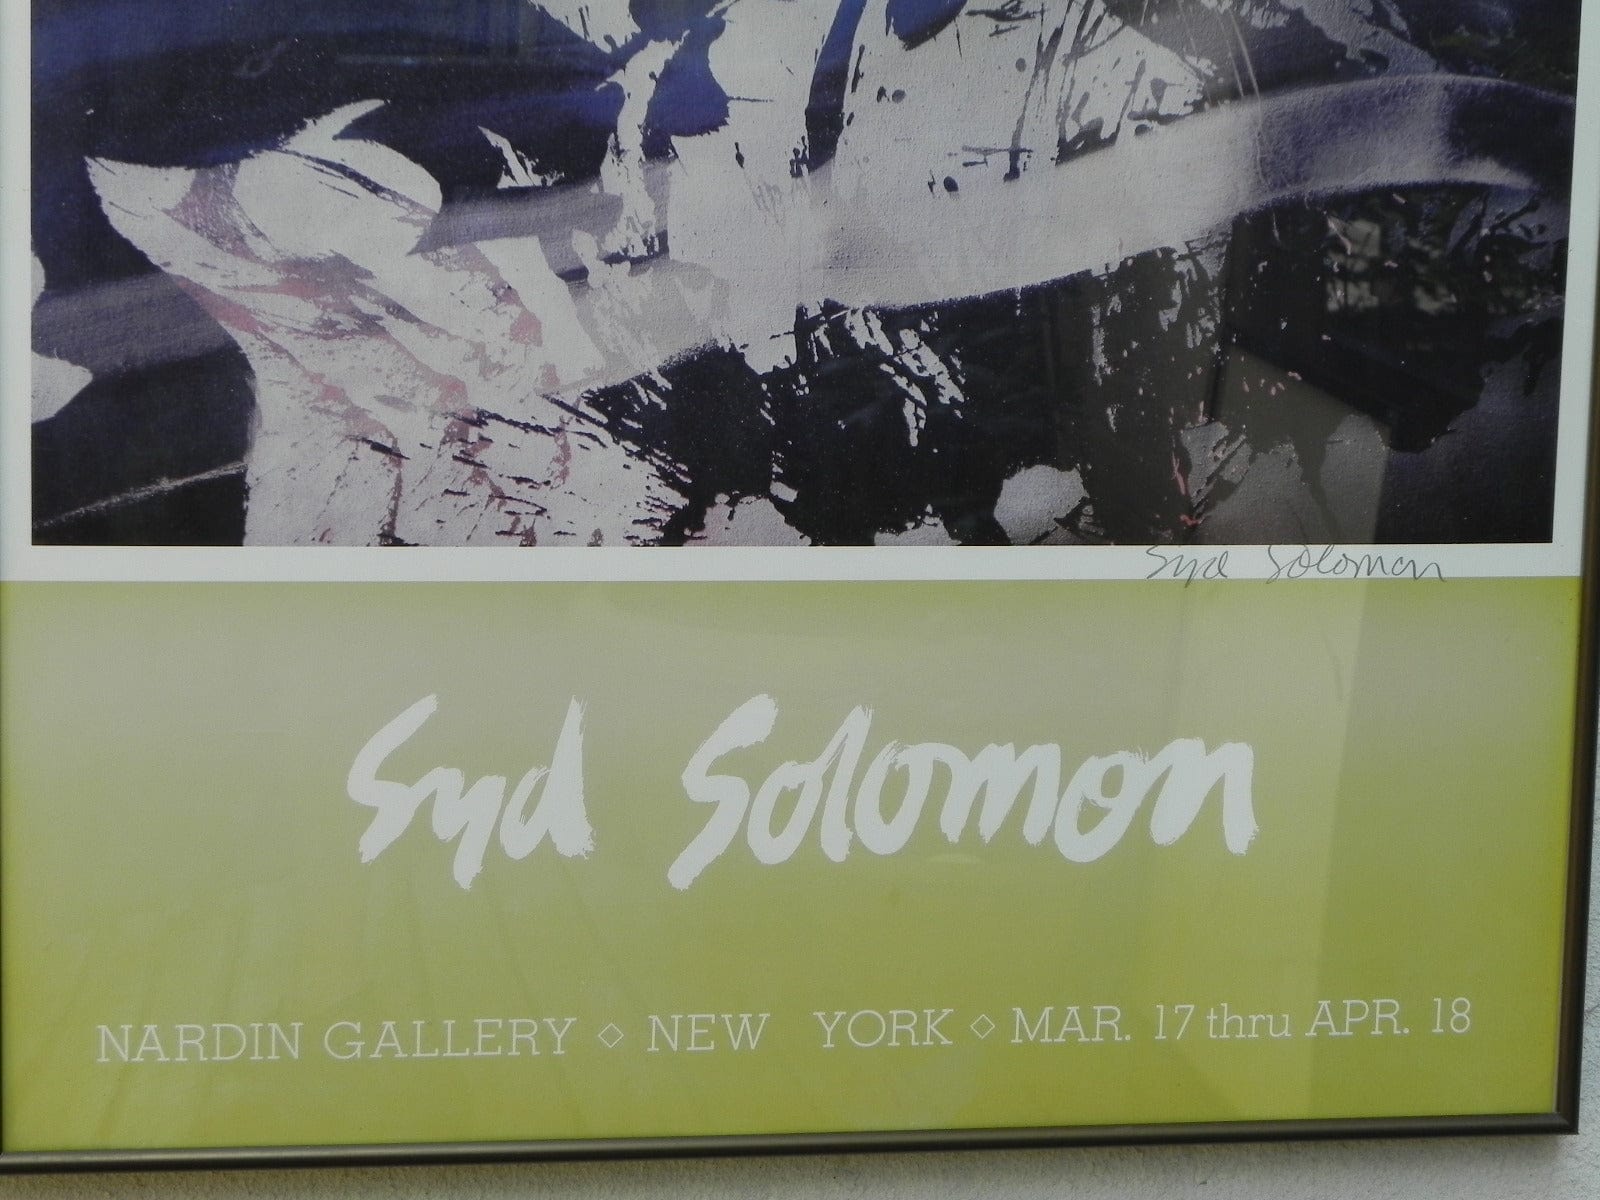 Syd Solomon
Syd Solomon
NARDIN GALLERY ◇ NEW YORK ◇ MAR. 17 thru APR. 18